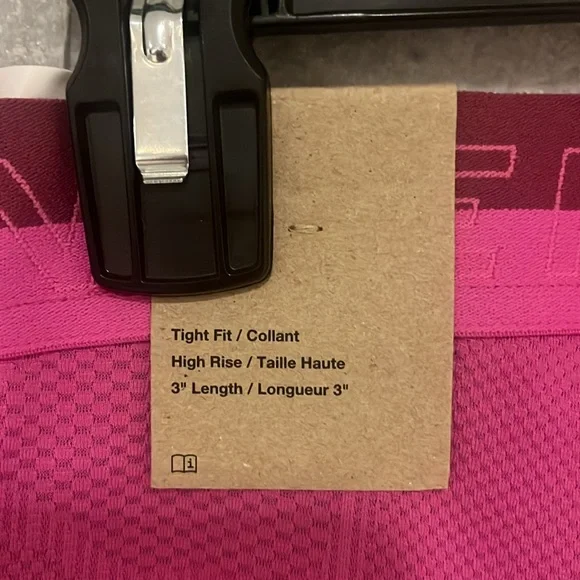 Tight Fit / Collant
High Rise / Taille Haute
3" Length / Longueur 3"
i